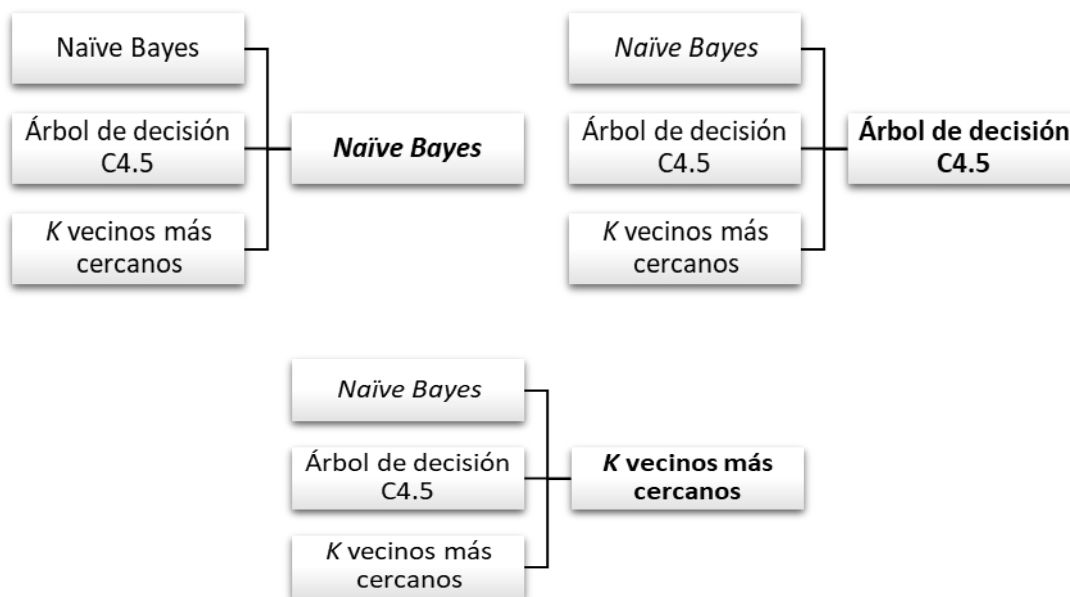 Naïve Bayes
Árbol de decisión
C4.5
K vecinos más
cercanos
Naïve Bayes
Naïve Bayes
Árbol de decisión
C4.5
K vecinos más
cercanos
Árbol de decisión
C4.5
Naïve Bayes
Árbol de decisión
C4.5
K vecinos más
cercanos
K vecinos más
cercanos